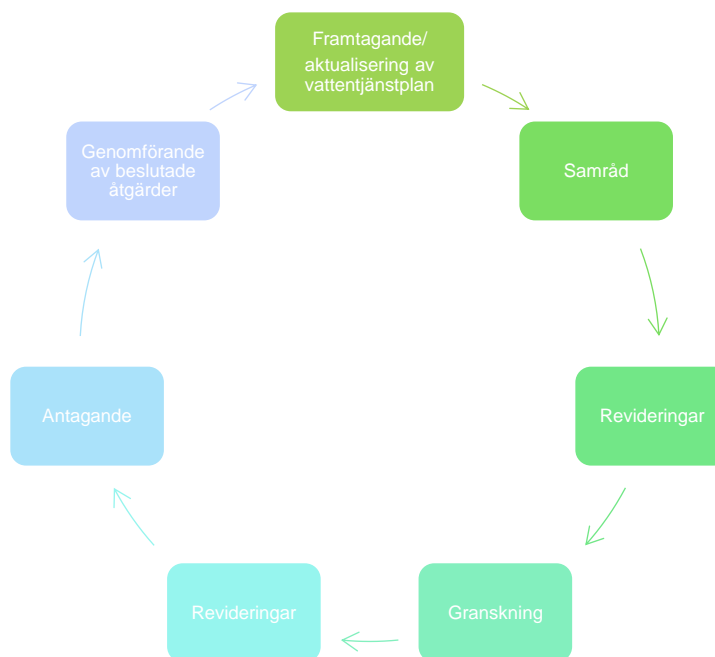 Framtagande/
aktualisering av
vattentjänstplan
Samråd
Revideringar
Granskning
Revideringar
Antagande
Genomförande
av beslutade
åtgärder